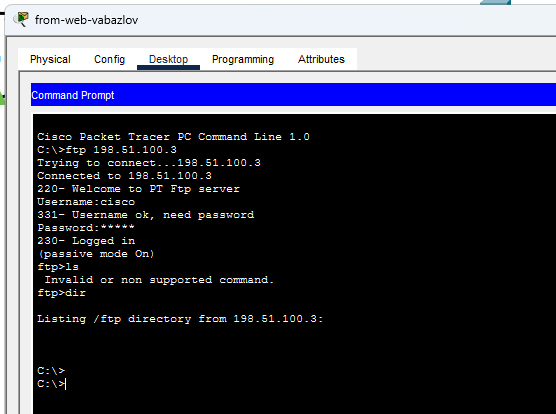 from-web-vabazlov
Physical Config Desktop Programming Attributes
Command Prompt
Cisco Packet Tracer PC Command Line 1.0
C:\>ftp 198.51.100.3
Trying to connect...198.51.100.3
Connected to 198.51.100.3
220- Welcome to PT Ftp server
Username:cisco
331- Username ok, need password
Password:*****
230- Logged in
(passive mode On)
ftp>ls
Invalid or non supported command.
ftp>dir
Listing /ftp directory from 198.51.100.3:
C:\>
C:\>